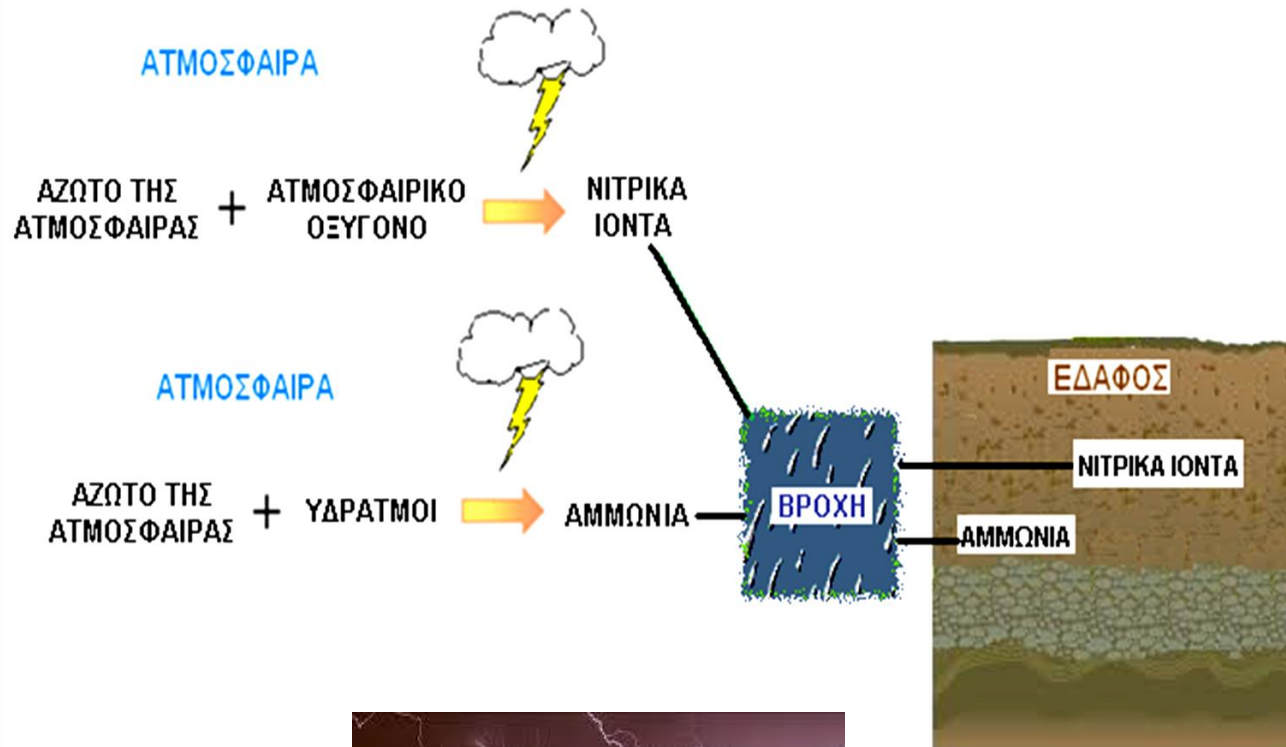 ΑΤΜΟΣΦΑΙΡΑ
ΑΖΩΤΟ ΤΗΣ
ΑΤΜΟΣΦΑΙΡΑΣ
+
ΑΤΜΟΣΦΑΙΡΙΚΟ
ΟΞΥΓΟΝΟ
ΝΙΤΡΙΚΑ
ΙΟΝΤΑ
ΑΤΜΟΣΦΑΙΡΑ
ΑΖΩΤΟ ΤΗΣ
ΑΤΜΟΣΦΑΙΡΑΣ
+
ΥΔΡΑΤΜΟΙ
ΑΜΜΩΝΙΑ
ΒΡΟΧΗ
ΕΔΑΦΟΣ
ΝΙΤΡΙΚΑ ΙΟΝΤΑ
ΑΜΜΩΝΙΑ